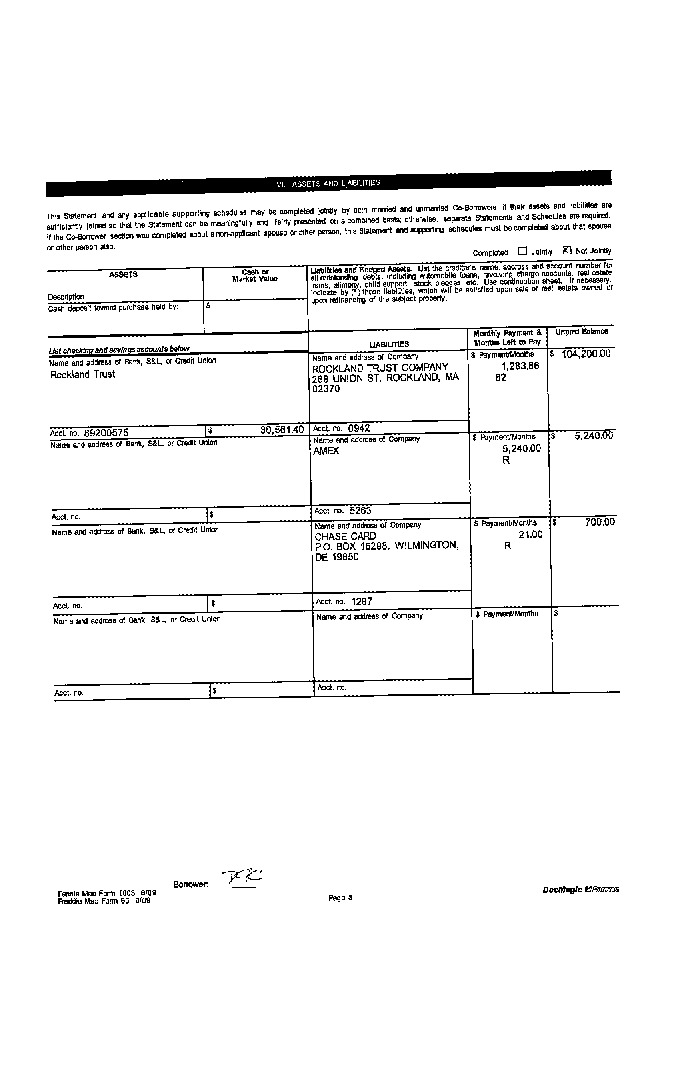 VI. ASSETS AND LIABILITIES
This Statement and any applicable supporting schedules may be completed jointly by both married and unmarried Co-Borrowers if their assets and liabilities are
sufficiently joined so that the Statement can be meaningfully and fairly presented on a combined basis; otherwise, separate Statements and Schedules are required.
If the Co-Borrower section was completed about a non-applicant spouse or other person, this Statement and supporting schedules must be completed about that spouse
or other person also.
Completed ☐ Jointly ☒ Not Jointly
ASSETS
Cash or
Market Value
Description
Cash deposit toward purchase held by:
$
Liabilities and Pledged Assets. List the creditor's name, address and account number for
all outstanding debts, including automobile loans, revolving charge accounts, real estate
loans, alimony, child support, stock pledges, etc. Use continuation sheet, if necessary.
Indicate by (*) those liabilities, which will be satisfied upon sale of real estate owned or
upon refinancing of the subject property.
LIABILITIES
Monthly Payment &
Months Left to Pay
Unpaid Balance
List checking and savings accounts below
Name and address of Bank, S&L, or Credit Union
Rockland Trust
Name and address of Company
ROCKLAND TRUST COMPANY
288 UNION ST, ROCKLAND, MA
02370
$ Payment/Months
$ 104,200.00
82
Acct. no.
$
Acct. no. 0942
Name and address of Bank, S&L, or Credit Union
Name and address of Company
AMEX
$ Payment/Months
5,240.00
R
$ 5,240.00
Acct. no.
$
Acct. no. 5263
Name and address of Bank, S&L, or Credit Union
Name and address of Company
CHASE CARD
P.O. BOX 15298, WILMINGTON,
DE 19850
$ Payment/Months
21.00
R
$ 700.00
Acct. no.
$
Acct. no. 1287
Name and address of Bank, S&L, or Credit Union
Name and address of Company
$ Payment/Months
$
Acct. no.
$
Acct. no.
Borrower:
Fannie Mae Form 1003
Freddie Mac Form 65
Page 3
DocMagic